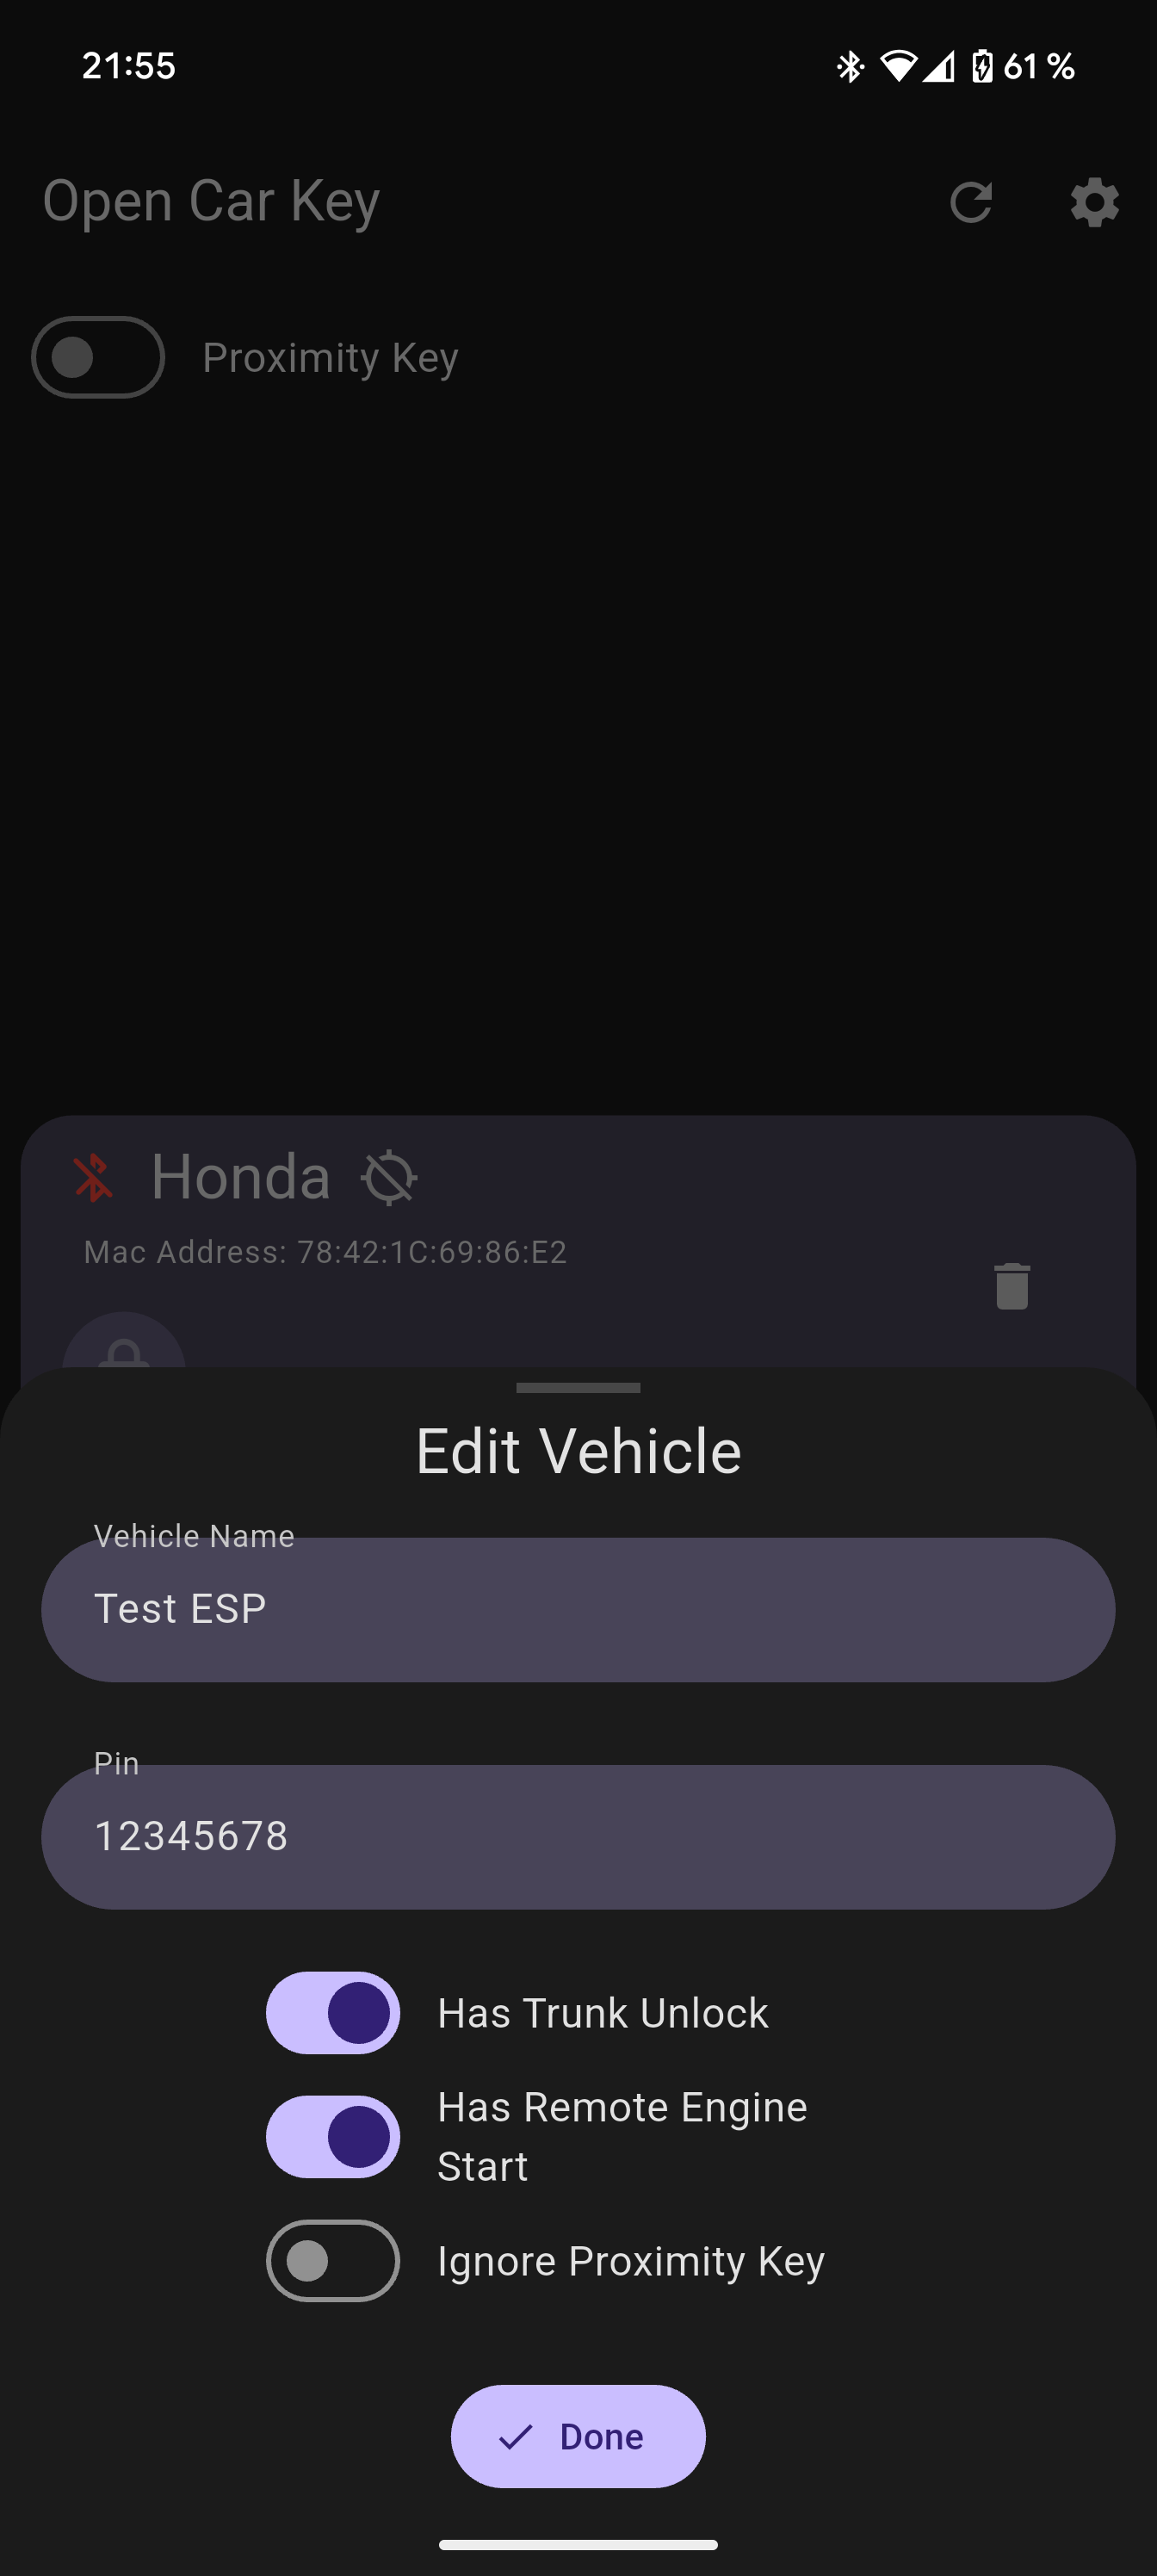 21:55
61 %
Open Car Key
Proximity Key
Honda
Mac Address: 78:42:1C:69:86:E2
Edit Vehicle
Vehicle Name
Test ESP
Pin
12345678
Has Trunk Unlock
Has Remote Engine
Start
Ignore Proximity Key
Done